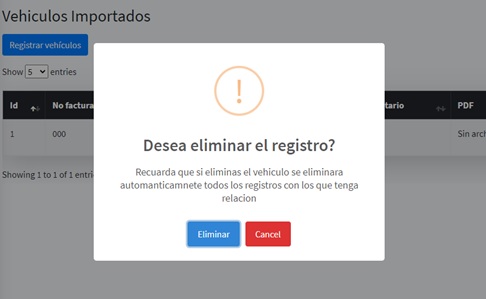 Vehiculos Importados
Registrar vehículos
Show 5 entries
Id No factura tario PDF
1 000 Sin arch
Showing 1 to 1 of 1 entri
!
Desea eliminar el registro?
Recuarda que si eliminas el vehiculo se eliminara
automanticamnete todos los registros con los que tenga
relacion
Eliminar Cancel